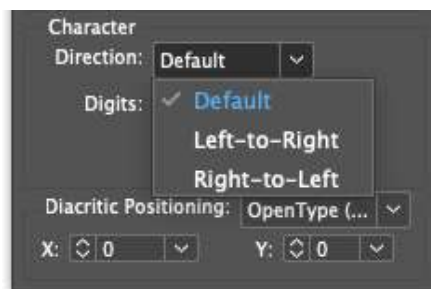 Character
Direction: Default
Digits: Default
Left-to-Right
Right-to-Left
Diacritic Positioning: OpenType (...
X: 0 Y: 0